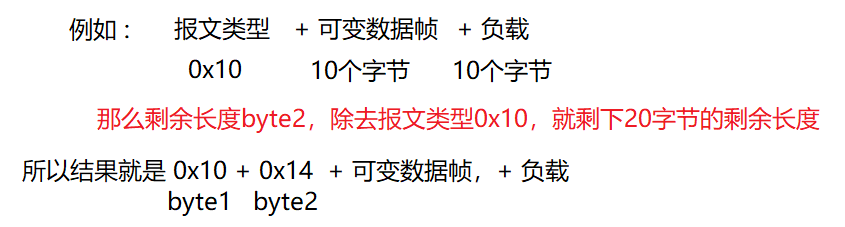 例如： 报文类型 + 可变数据帧 + 负载
0x10 10个字节 10个字节
那么剩余长度byte2，除去报文类型0x10，就剩下20字节的剩余长度
所以结果就是 0x10 + 0x14 + 可变数据帧，+ 负载
byte1 byte2